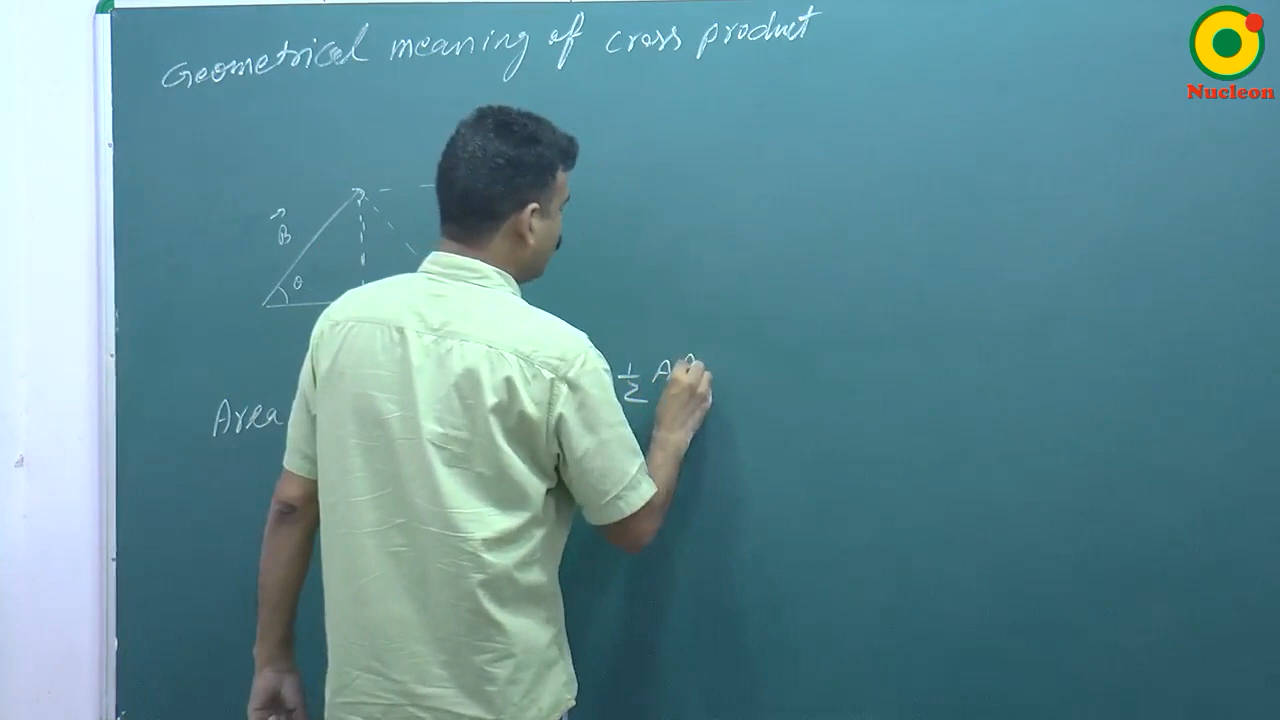 Geometrical meaning of cross product
Nucleon
B
θ
1/2 A
Area